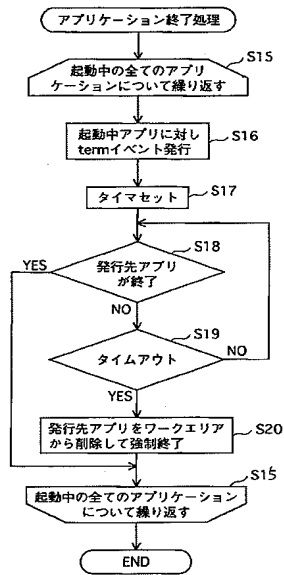 アプリケーション終了処理
S15
起動中の全てのアプリ
ケーションについて繰り返す
起動中アプリに対し
termイベント発行
S16
タイマセット
S17
S18
YES
発行先アプリ
が終了
NO
S19
タイムアウト
NO
YES
発行先アプリをワークエリア
から削除して強制終了
S20
S15'
起動中の全てのアプリケーション
について繰り返す
END